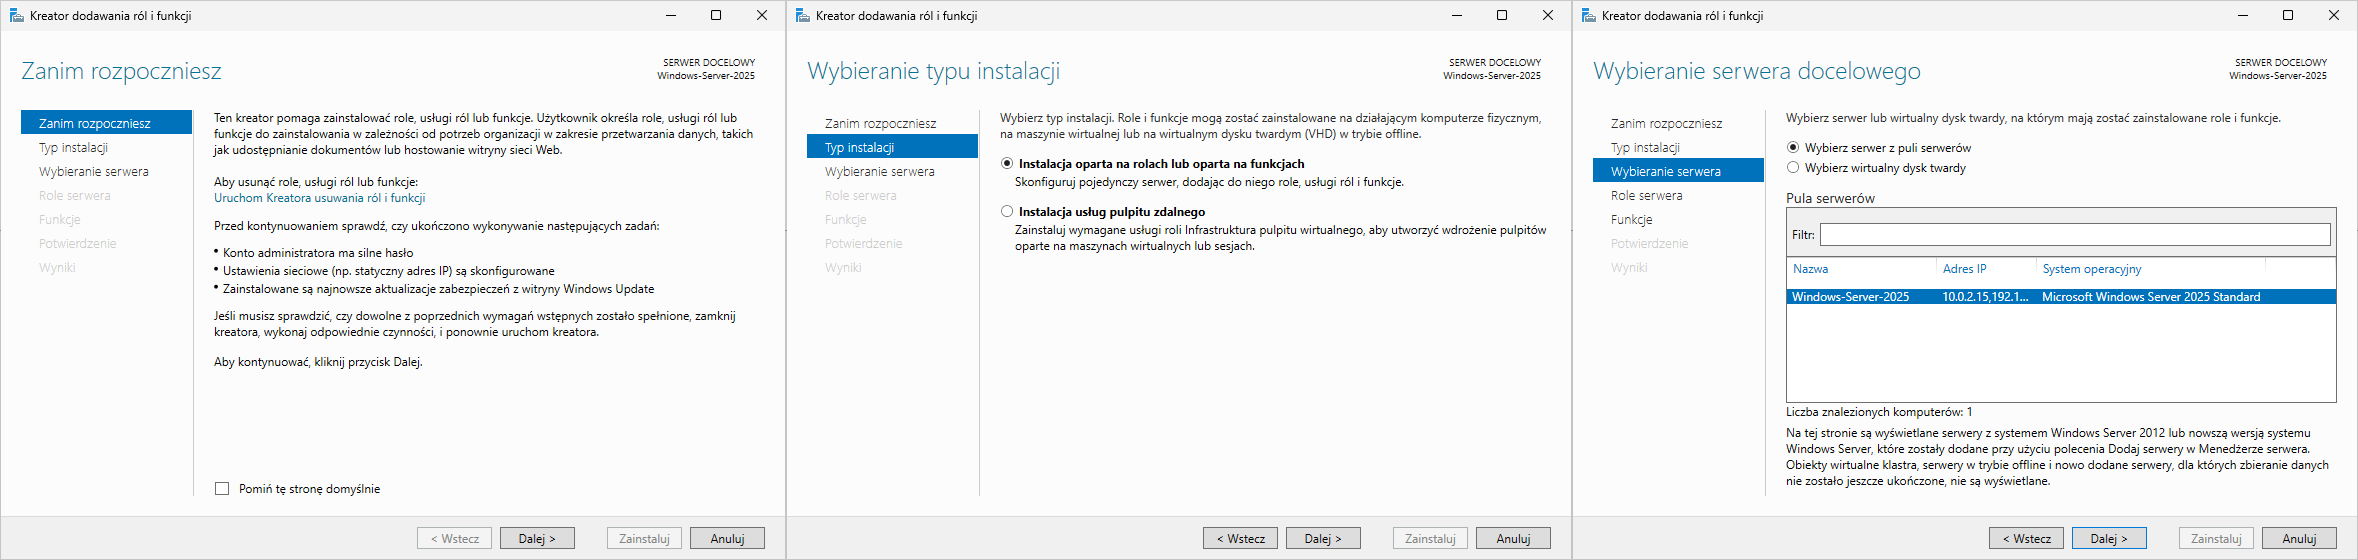 Kreator dodawania ról i funkcji
Zanim rozpoczniesz
SERWER DOCELOWY
Windows-Server-2025
Zanim rozpoczniesz
Typ instalacji
Wybieranie serwera
Role serwera
Funkcje
Potwierdzenie
Wyniki
Ten kreator pomaga zainstalować role, usługi ról lub funkcje. Użytkownik określa role, usługi ról lub
funkcje do zainstalowania w zależności od potrzeb organizacji w zakresie przetwarzania danych, takich
jak udostępnianie dokumentów lub hostowanie witryny sieci Web.
Aby usunąć role, usługi ról lub funkcje:
Uruchom Kreatora usuwania ról i funkcji
Przed kontynuowaniem sprawdź, czy ukończono wykonywanie następujących zadań:
• Konto administratora ma silne hasło
• Ustawienia sieciowe (np. statyczny adres IP) są skonfigurowane
• Zainstalowane są najnowsze aktualizacje zabezpieczeń z witryny Windows Update
Jeśli musisz sprawdzić, czy dowolne z poprzednich wymagań wstępnych zostało spełnione, zamknij
kreatora, wykonaj odpowiednie czynności, i ponownie uruchom kreatora.
Aby kontynuować, kliknij przycisk Dalej.
Pomiń tę stronę domyślnie
< Wstecz
Dalej >
Zainstaluj
Anuluj
Kreator dodawania ról i funkcji
Wybieranie typu instalacji
SERWER DOCELOWY
Windows-Server-2025
Zanim rozpoczniesz
Typ instalacji
Wybieranie serwera
Role serwera
Funkcje
Potwierdzenie
Wyniki
Wybierz typ instalacji. Role i funkcje mogą zostać zainstalowane na działającym komputerze fizycznym,
na maszynie wirtualnej lub na wirtualnym dysku twardym (VHD) w trybie offline.
Instalacja oparta na rolach lub oparta na funkcjach
Skonfiguruj pojedynczy serwer, dodając do niego role, usługi ról i funkcje.
Instalacja usług pulpitu zdalnego
Zainstaluj wymagane usługi roli Infrastruktura pulpitu wirtualnego, aby utworzyć wdrożenie pulpitów
oparte na maszynach wirtualnych lub sesjach.
< Wstecz
Dalej >
Zainstaluj
Anuluj
Kreator dodawania ról i funkcji
Wybieranie serwera docelowego
SERWER DOCELOWY
Windows-Server-2025
Zanim rozpoczniesz
Typ instalacji
Wybieranie serwera
Role serwera
Funkcje
Potwierdzenie
Wyniki
Wybierz serwer lub wirtualny dysk twardy, na którym mają zostać zainstalowane role i funkcje.
Wybierz serwer z puli serwerów
Wybierz wirtualny dysk twardy
Pula serwerów
Filtr:
Nazwa Adres IP System operacyjny
Windows-Server-2025 10.0.2.15,192.1... Microsoft Windows Server 2025 Standard
Liczba znalezionych komputerów: 1
Na tej stronie są wyświetlane serwery z systemem Windows Server 2012 lub nowszą wersją systemu
Windows Server, które zostały dodane przy użyciu polecenia Dodaj serwery w Menedżerze serwera.
Obiekty wirtualne klastra, serwery w trybie offline i nowo dodane serwery, dla których zbieranie danych
nie zostało jeszcze ukończone, nie są wyświetlane.
< Wstecz
Dalej >
Zainstaluj
Anuluj